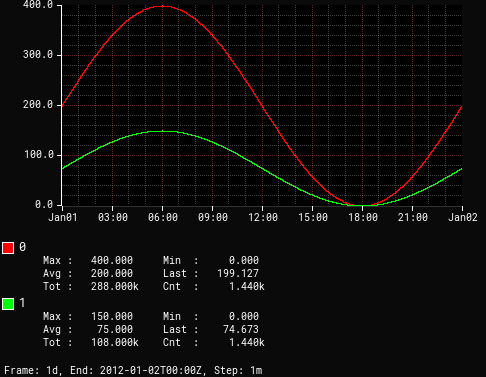 400.0
300.0
200.0
100.0
0.0
Jan01 03:00 06:00 09:00 12:00 15:00 18:00 21:00 Jan02
0
Max : 400.000 Min : 0.000
Avg : 200.000 Last : 199.127
Tot : 288.000k Cnt : 1.440k
1
Max : 150.000 Min : 0.000
Avg : 75.000 Last : 74.673
Tot : 108.000k Cnt : 1.440k
Frame: 1d, End: 2012-01-02T00:00Z, Step: 1m